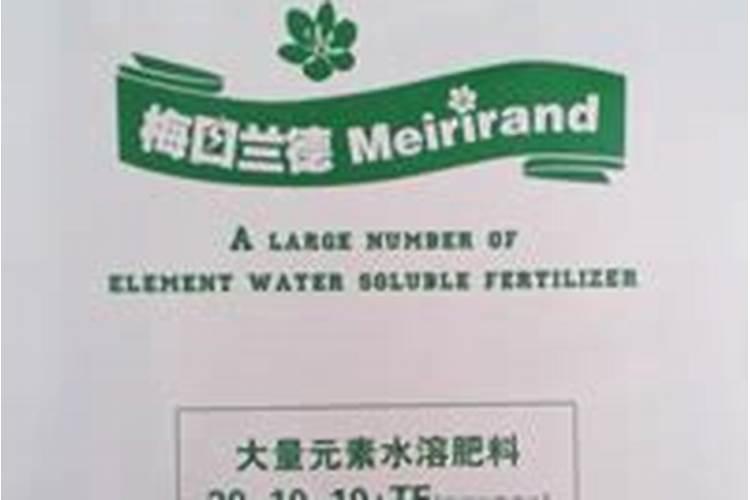 梅日兰德 Meirirand
A LARGE NUMBER OF
ELEMENT WATER SOLUBLE FERTILIZER
大量元素水溶肥料